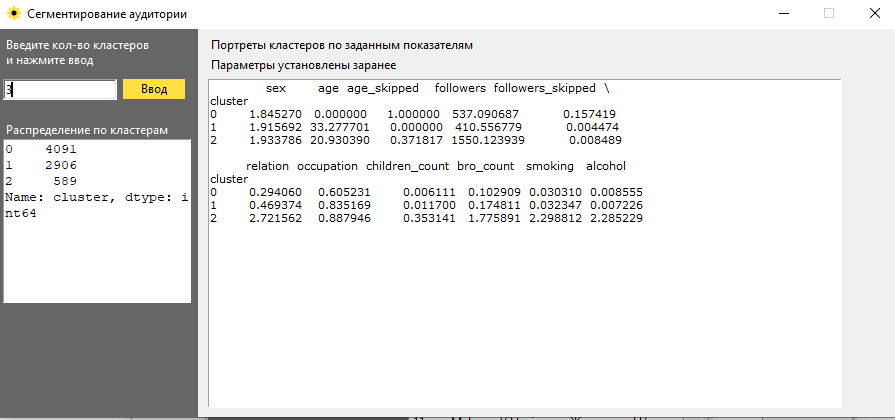 Сегментирование аудитории
Введите кол-во кластеров
и нажмите ввод
3
Ввод
Распределение по кластерам
0 4091
1 2906
2 589
Name: cluster, dtype: i
nt64
Портреты кластеров по заданным показателям
Параметры установлены заранее
sex age age_skipped followers followers_skipped \
cluster
0 1.845270 0.000000 1.000000 537.090687 0.157419
1 1.915692 33.277701 0.000000 410.556779 0.004474
2 1.933786 20.930390 0.371817 1550.123939 0.008489
relation occupation children_count bro_count smoking alcohol
cluster
0 0.294060 0.605231 0.006111 0.102909 0.030310 0.008555
1 0.469374 0.835169 0.011700 0.174811 0.032347 0.007226
2 2.721562 0.887946 0.353141 1.775891 2.298812 2.285229